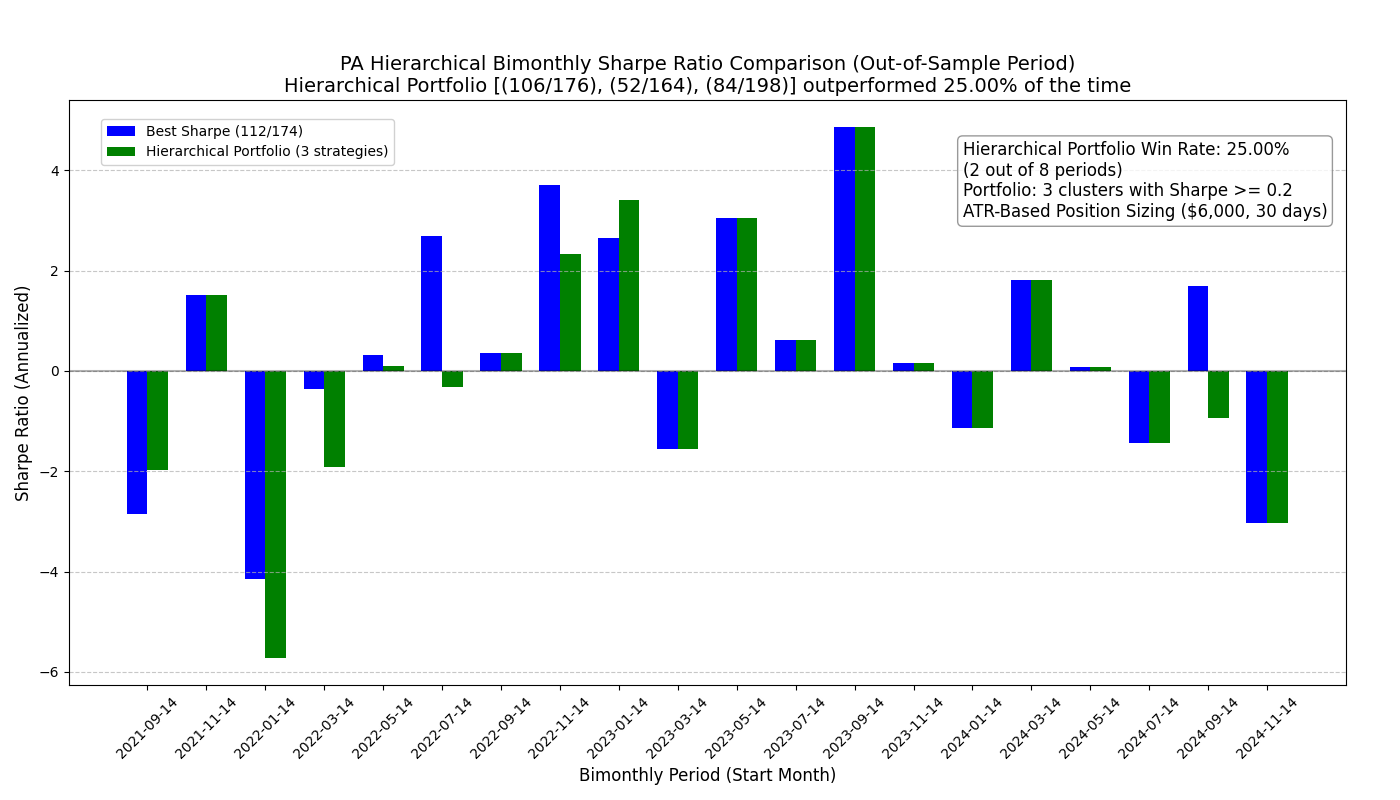 PA Hierarchical Bimonthly Sharpe Ratio Comparison (Out-of-Sample Period)
Hierarchical Portfolio [(106/176), (52/164), (84/198)] outperformed 25.00% of the time
Best Sharpe (112/174)
Hierarchical Portfolio (3 strategies)
Hierarchical Portfolio Win Rate: 25.00%
(2 out of 8 periods)
Portfolio: 3 clusters with Sharpe >= 0.2
ATR-Based Position Sizing ($6,000, 30 days)
Sharpe Ratio (Annualized)
4
2
0
−2
−4
−6
2021-09-14
2021-11-14
2022-01-14
2022-03-14
2022-05-14
2022-07-14
2022-09-14
2022-11-14
2023-01-14
2023-03-14
2023-05-14
2023-07-14
2023-09-14
2023-11-14
2024-01-14
2024-03-14
2024-05-14
2024-07-14
2024-09-14
2024-11-14
Bimonthly Period (Start Month)